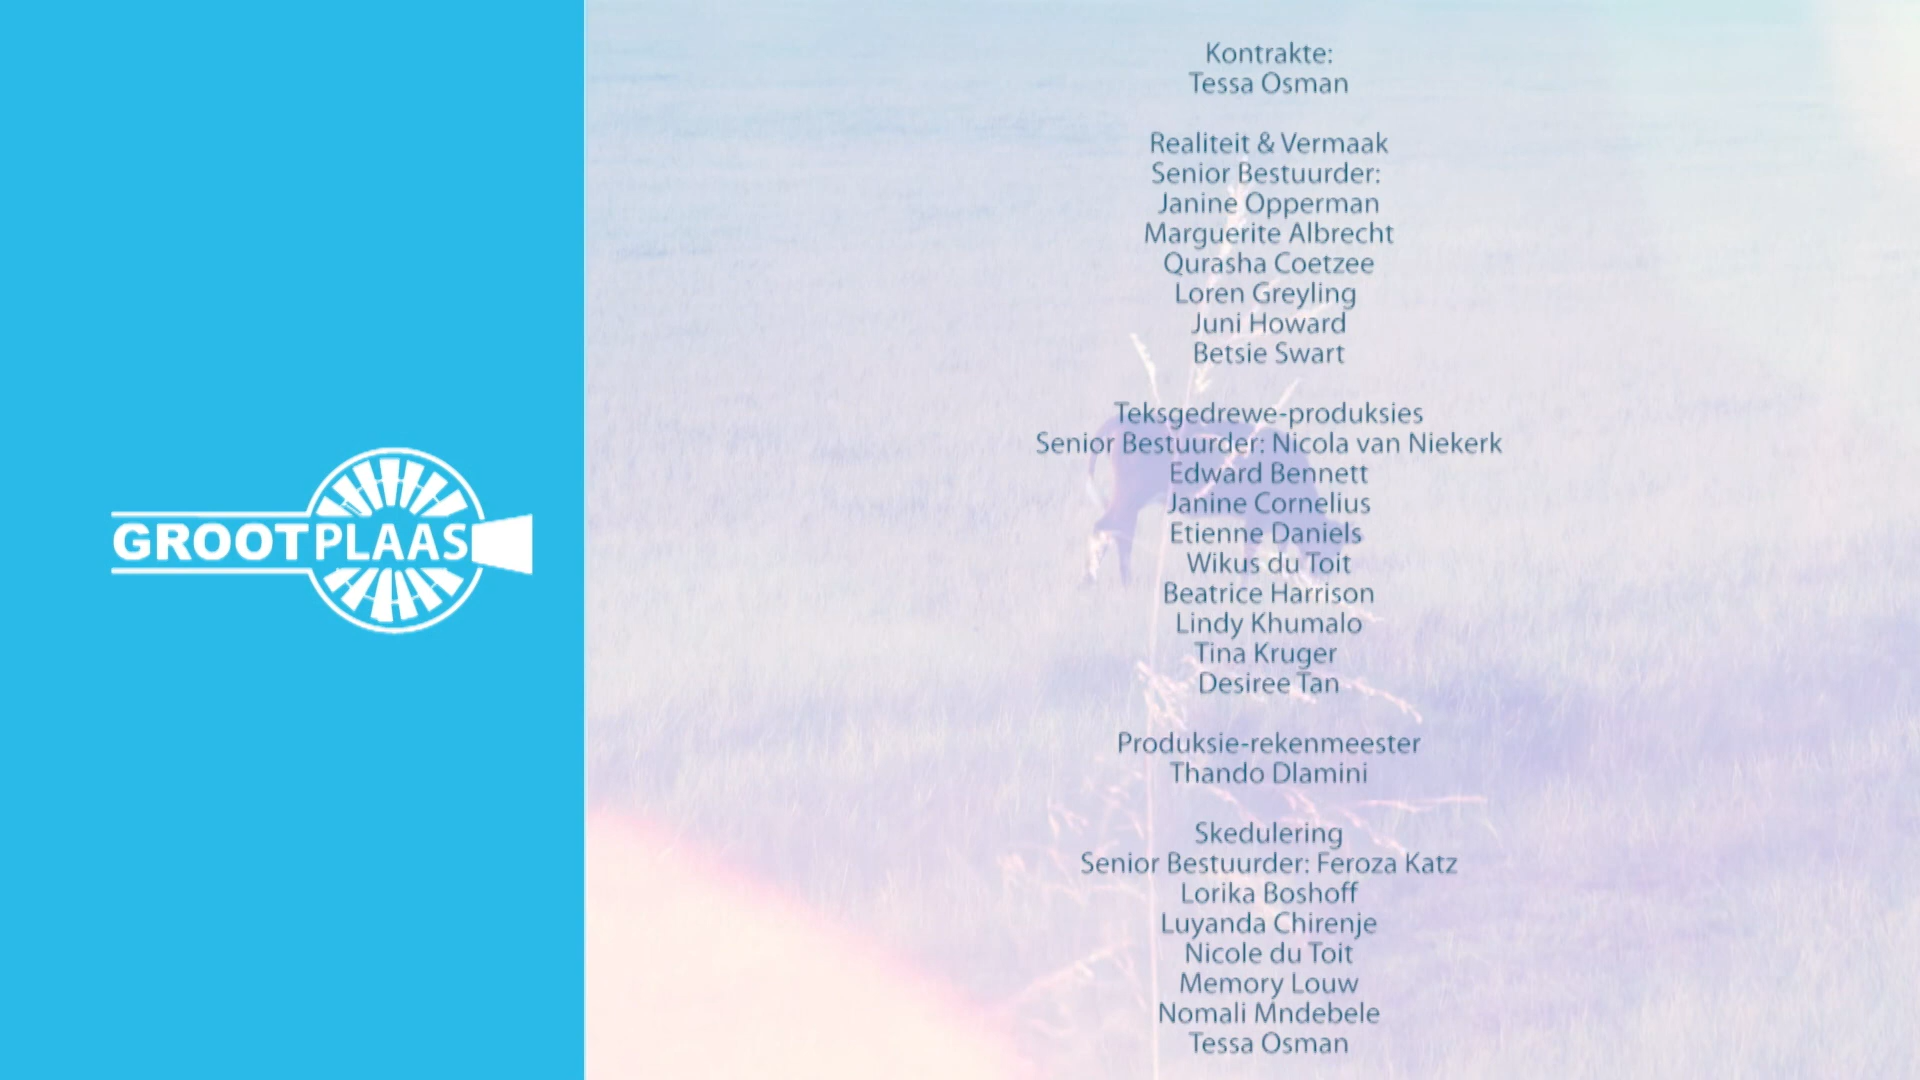 GROOTPLAAS
Kontrakte:
Tessa Osman
Realiteit & Vermaak
Senior Bestuurder:
Janine Opperman
Marguerite Albrecht
Qurasha Coetzee
Loren Greyling
Juni Howard
Betsie Swart
Teksgedrewe-produksies
Senior Bestuurder: Nicola van Niekerk
Edward Bennett
Janine Cornelius
Etienne Daniels
Wikus du Toit
Beatrice Harrison
Lindy Khumalo
Tina Kruger
Desiree Tan
Produksie-rekenmeester
Thando Dlamini
Skedulering
Senior Bestuurder: Feroza Katz
Lorika Boshoff
Luyanda Chirenje
Nicole du Toit
Memory Louw
Nomali Mndebele
Tessa Osman